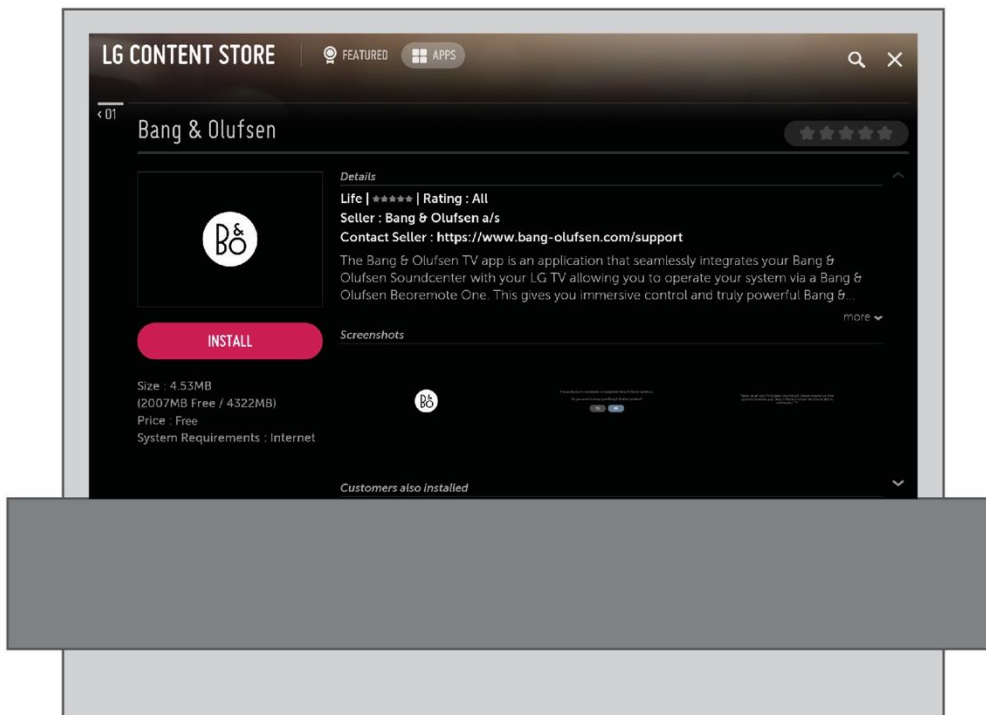 LG CONTENT STORE
FEATURED
APPS
<01
Bang & Olufsen
Details
Life | ★★★★★ | Rating : All
Seller : Bang & Olufsen a/s
Contact Seller : https://www.bang-olufsen.com/support
The Bang & Olufsen TV app is an application that seamlessly integrates your Bang &
Olufsen Soundcenter with your LG TV allowing you to operate your system via a Bang &
Olufsen Beoremote One. This gives you immersive control and truly powerful Bang &...
more
B&O
INSTALL
Size : 4.53MB
(2007MB Free / 4322MB)
Price : Free
System Requirements : Internet
Screenshots
B&O
Customers also installed